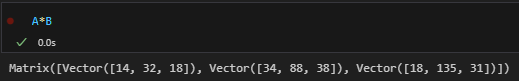 A*B
0.0s
Matrix([Vector([14, 32, 18]), Vector([34, 88, 38]), Vector([18, 135, 31])])